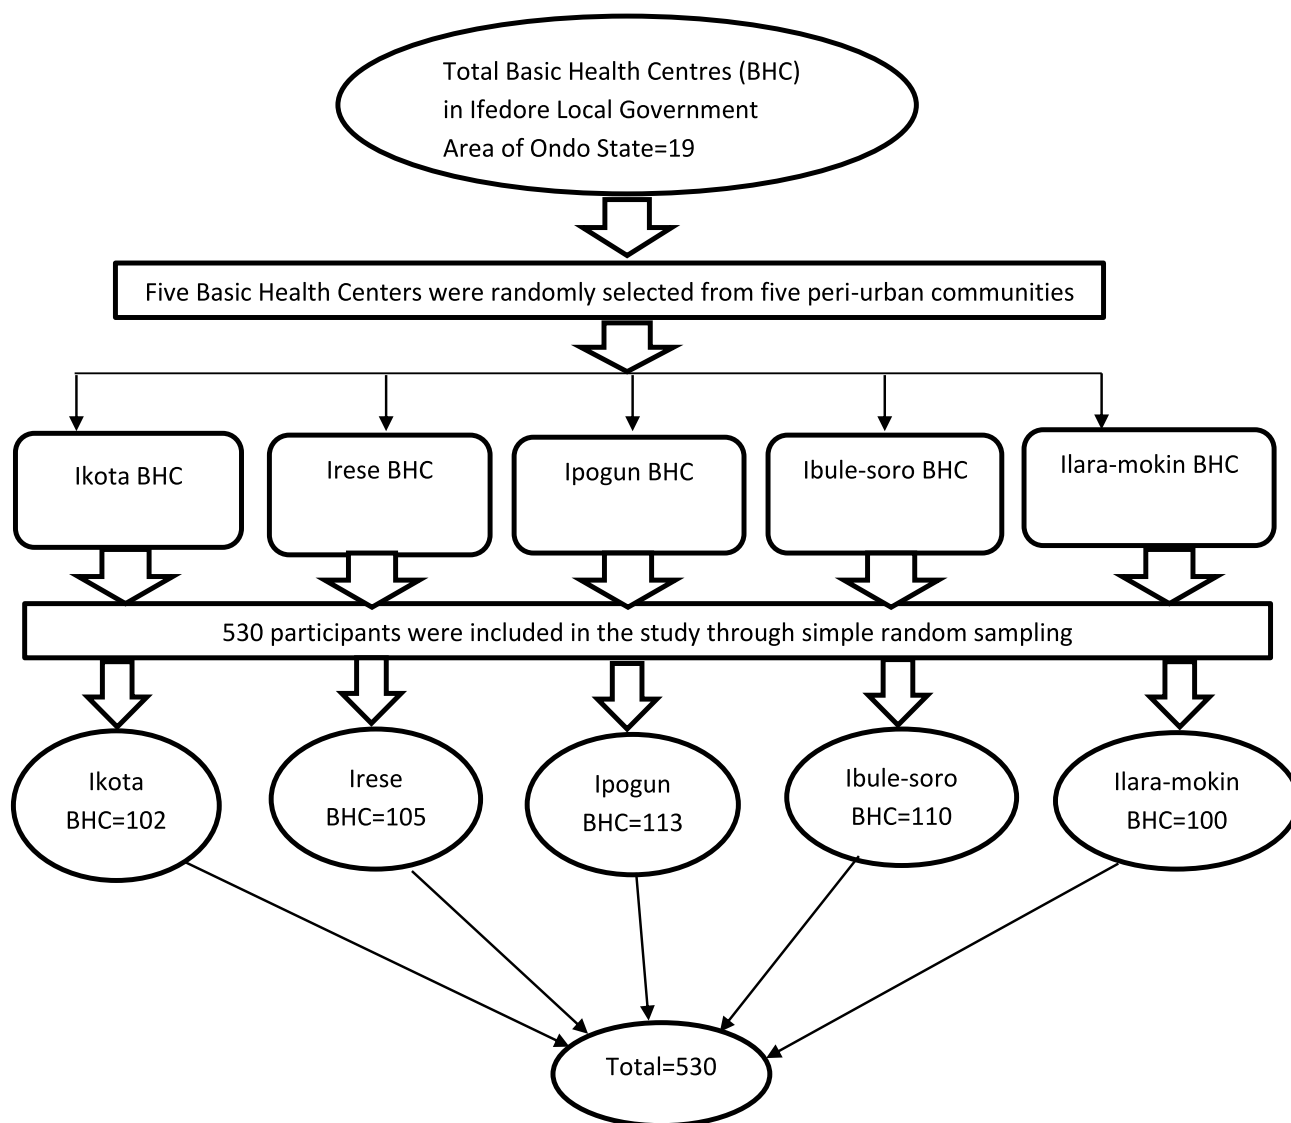 Total Basic Health Centres (BHC)
in Ifedore Local Government
Area of Ondo State=19
Five Basic Health Centers were randomly selected from five peri-urban communities
Ikota BHC
Irese BHC
Ipogun BHC
Ibule-soro BHC
Ilara-mokin BHC
530 participants were included in the study through simple random sampling
Ikota
BHC=102
Irese
BHC=105
Ipogun
BHC=113
Ibule-soro
BHC=110
Ilara-mokin
BHC=100
Total=530